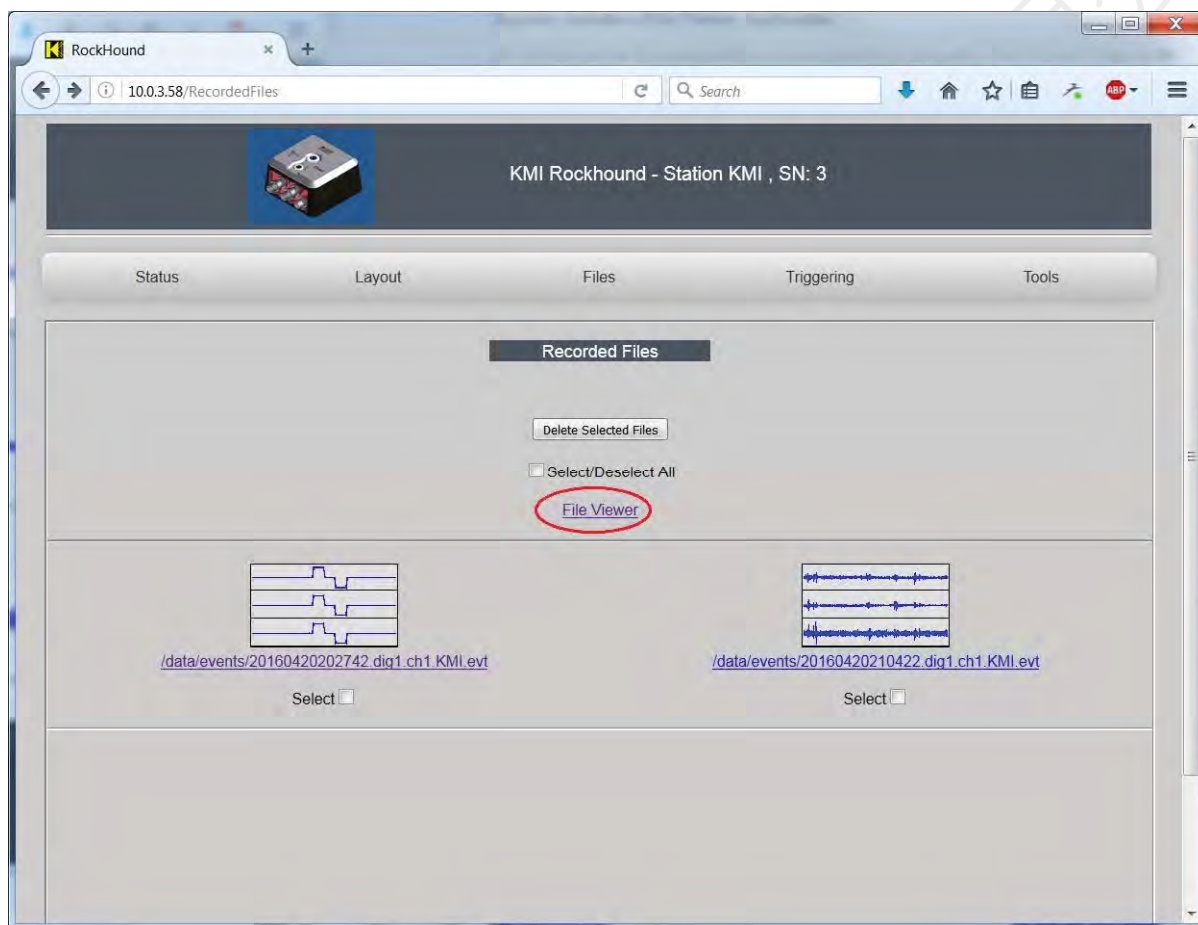 RockHound
10.0.3.58/RecordedFiles
Search
ABP
KMI Rockhound - Station KMI , SN: 3
Status Layout Files Triggering Tools
Recorded Files
Delete Selected Files
Select/Deselect All
File Viewer
/data/events/20160420202742.dig1.ch1.KMI.evt
/data/events/20160420210422.dig1.ch1.KMI.evt
Select
Select